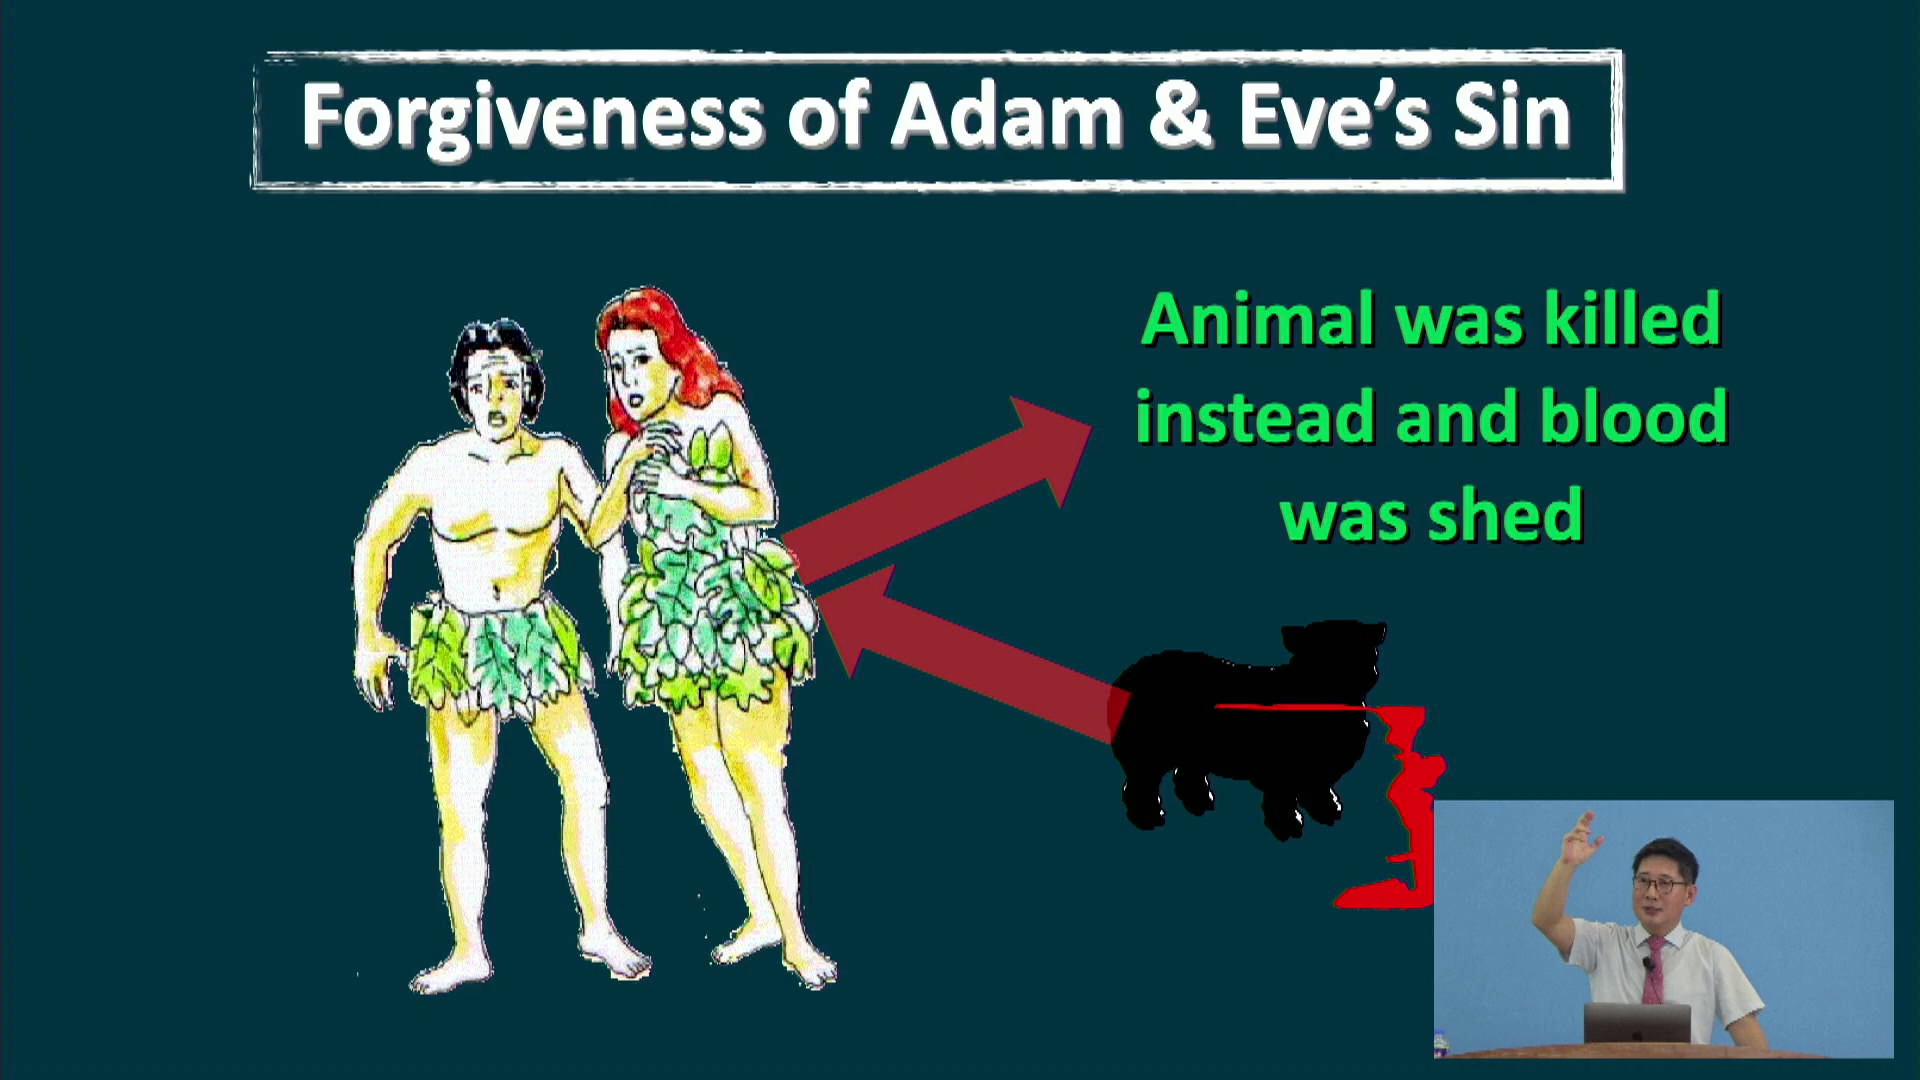 Forgiveness of Adam & Eve’s Sin
Animal was killed
instead and blood
was shed